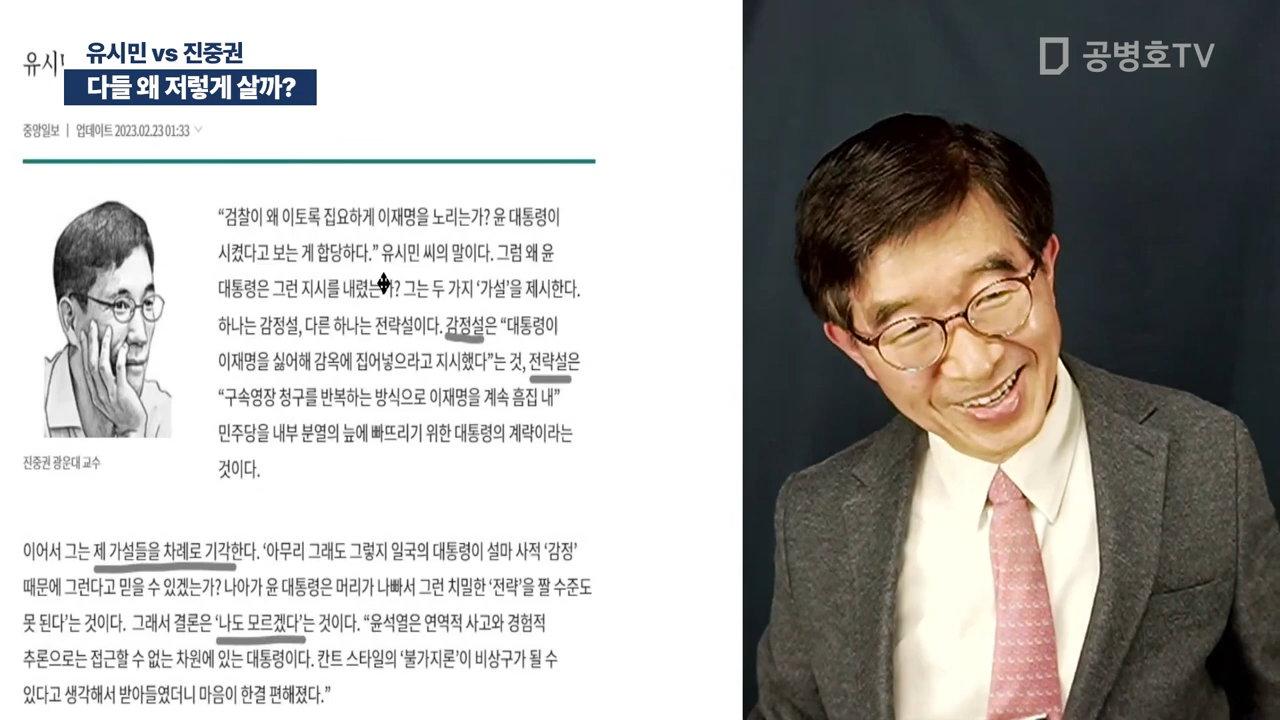 유시민 vs 진중권
다들 왜 저렇게 살까?
공병호TV
유시
중앙일보 | 업데이트 2023.02.23 01:33
“검찰이 왜 이토록 집요하게 이재명을 노리는가? 윤 대통령이
시켰다고 보는 게 합당하다.” 유시민 씨의 말이다. 그럼 왜 윤
대통령은 그런 지시를 내렸는가? 그는 두 가지 ‘가설’을 제시한다.
하나는 감정설, 다른 하나는 전략설이다. 감정설은 “대통령이
이재명을 싫어해 감옥에 집어넣으라고 지시했다”는 것, 전략설은
“구속영장 청구를 반복하는 방식으로 이재명을 계속 흠집 내”
민주당을 내부 분열의 늪에 빠뜨리기 위한 대통령의 계략이라는
것이다.
진중권 광운대 교수
이어서 그는 제 가설들을 차례로 기각한다. ‘아무리 그래도 그렇지 일국의 대통령이 설마 사적 ‘감정’
때문에 그런다고 믿을 수 있겠는가? 나아가 윤 대통령은 머리가 나빠서 그런 치밀한 ‘전략’을 짤 수준도
못 된다’는 것이다. 그래서 결론은 ‘나도 모르겠다’는 것이다. “윤석열은 연역적 사고와 경험적
추론으로는 접근할 수 없는 차원에 있는 대통령이다. 칸트 스타일의 ‘불가지론’이 비상구가 될 수
있다고 생각해서 받아들였더니 마음이 한결 편해졌다.”